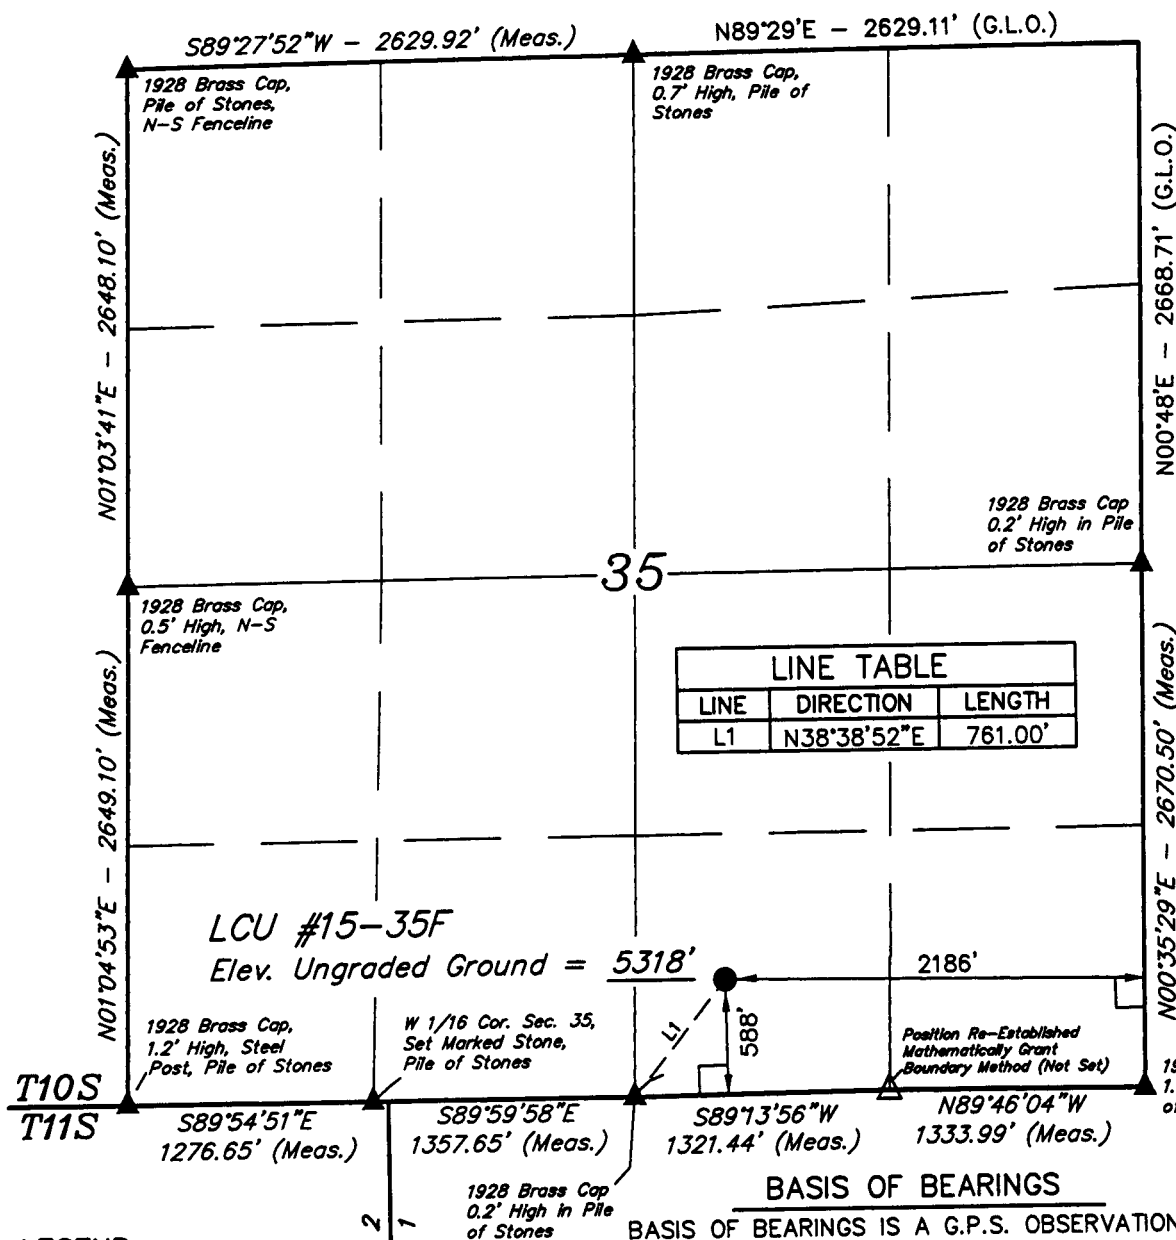 S89°27'52"W - 2629.92' (Meas.)
N89°29'E - 2629.11' (G.L.O.)
1928 Brass Cap,
Pile of Stones,
N-S Fenceline
1928 Brass Cap,
0.7' High, Pile of
Stones
N01°03'41"E - 2648.10' (Meas.)
N00°48'E - 2668.71' (G.L.O.)
1928 Brass Cap
0.2' High in Pile
of Stones
35
1928 Brass Cap,
0.5' High, N-S
Fenceline
LINE TABLE
LINE DIRECTION LENGTH
L1 N38°38'52"E 761.00'
N01°04'53"E - 2649.10' (Meas.)
N00°35'29"E - 2670.50' (Meas.)
LCU #15-35F
Elev. Ungraded Ground = 5318'
2186'
588'
L1
1928 Brass Cap,
1.2' High, Steel
Post, Pile of Stones
W 1/16 Cor. Sec. 35,
Set Marked Stone,
Pile of Stones
Position Re-Established
Mathematically Grant
Boundary Method (Not Set)
T10S
T11S
S89°54'51"E
1276.65' (Meas.)
S89°59'58"E
1357.65' (Meas.)
S89°13'56"W
1321.44' (Meas.)
N89°46'04"W
1333.99' (Meas.)
1928 Brass Cap
0.2' High in Pile
of Stones
2
1
BASIS OF BEARINGS
BASIS OF BEARINGS IS A G.P.S. OBSERVATION